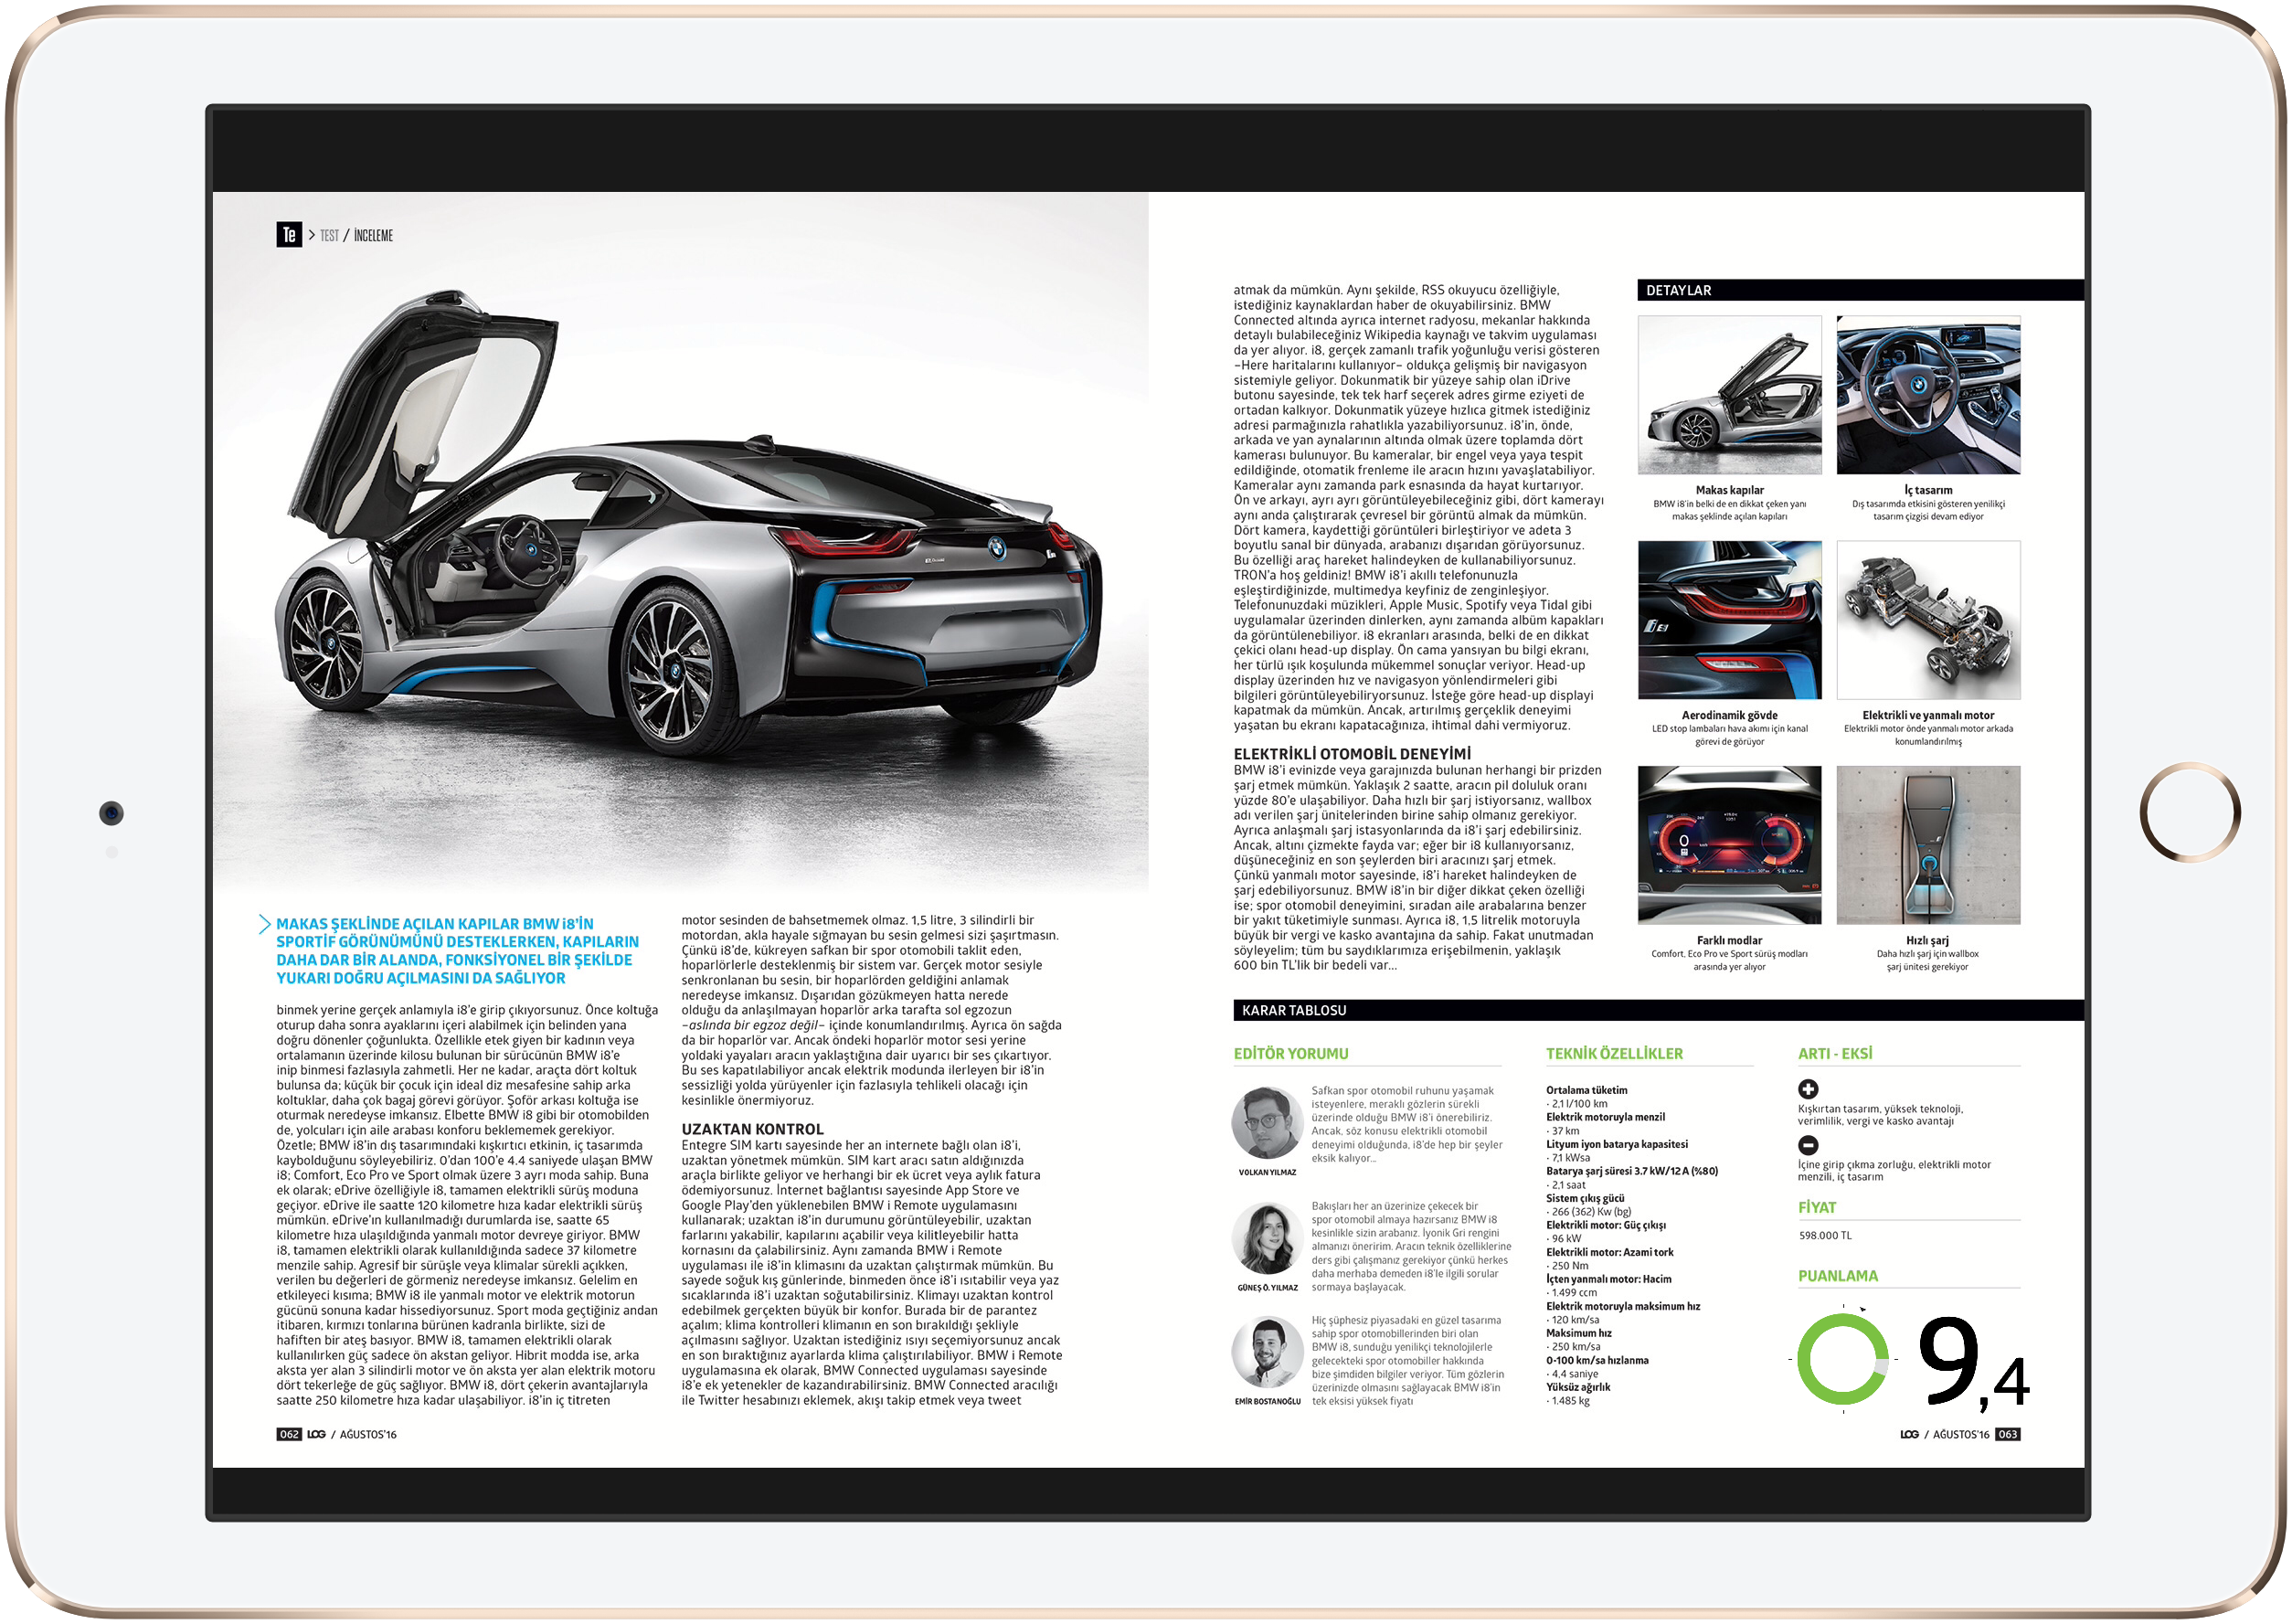 Te > TEST / İNCELEME
MAKAS ŞEKLİNDE AÇILAN KAPILAR BMW i8'İN
SPORTİF GÖRÜNÜMÜNÜ DESTEKLERKEN, KAPILARIN
DAHA DAR BİR ALANDA, FONKSİYONEL BİR ŞEKİLDE
YUKARI DOĞRU AÇILMASINI DA SAĞLIYOR
binmek yerine gerçek anlamıyla i8'e girip çıkıyorsunuz. Önce koltuğa
oturup daha sonra ayaklarını içeri alabilmek için belinden yana
doğru dönenler çoğunlukta. Özellikle etek giyen bir kadının veya
ortalamanın üzerinde kilosu bulunan bir sürücünün BMW i8'e
inip binmesi fazlasıyla zahmetli. Her ne kadar, araçta dört koltuk
bulunsa da; küçük bir çocuk için ideal diz mesafesine sahip arka
koltuklar, daha çok bagaj görevi görüyor. Şoför arkası koltuğa ise
oturmak neredeyse imkansız. Elbette BMW i8 gibi bir otomobilden
de, yolcuları için aile arabası konforu beklememek gerekiyor.
Özetle; BMW i8'in dış tasarımındaki kışkırtıcı etkinin, iç tasarımda
kaybolduğunu söyleyebiliriz. 0'dan 100'e 4.4 saniyede ulaşan BMW
i8; Comfort, Eco Pro ve Sport olmak üzere 3 ayrı moda sahip. Buna
ek olarak; eDrive özelliğiyle i8, tamamen elektrikli sürüş moduna
geçiyor. eDrive ile saatte 120 kilometre hıza kadar elektrikli sürüş
mümkün. eDrive'ın kullanılmadığı durumlarda ise, saatte 65
kilometre hıza ulaşıldığında yanmalı motor devreye giriyor. BMW
i8, tamamen elektrikli olarak kullanıldığında sadece 37 kilometre
menzile sahip. Agresif bir sürüşle veya klimalar sürekli açıkken,
verilen bu değerleri de görmeniz neredeyse imkansız. Gelelim en
etkileyeci kısıma; BMW i8 ile yanmalı motor ve elektrik motorun
gücünü sonuna kadar hissediyorsunuz. Sport moda geçtiğiniz andan
itibaren, kırmızı tonlarına bürünen kadranla birlikte, sizi de
hafiften bir ateş basıyor. BMW i8, tamamen elektrikli olarak
kullanılırken güç sadece ön akstan geliyor. Hibrit modda ise, arka
aksta yer alan 3 silindirli motor ve ön aksta yer alan elektrik motoru
dört tekerleğe de güç sağlıyor. BMW i8, dört çekerin avantajlarıyla
saatte 250 kilometre hıza kadar ulaşabiliyor. i8'in iç titreten
motor sesinden de bahsetmemek olmaz. 1,5 litre, 3 silindirli bir
motordan, akla hayale sığmayan bu sesin gelmesi sizi şaşırtmasın.
Çünkü i8'de, kükreyen safkan bir spor otomobili taklit eden,
hoparlörlerle desteklenmiş bir sistem var. Gerçek motor sesiyle
senkronlanan bu sesin, bir hoparlörden geldiğini anlamak
neredeyse imkansız. Dışarıdan gözükmeyen hatta nerede
olduğu da anlaşılmayan hoparlör arka tarafta sol egzozun
–aslında bir egzoz değil– içinde konumlandırılmış. Ayrıca ön sağda
da bir hoparlör var. Ancak öndeki hoparlör motor sesi yerine
yoldaki yayaları aracın yaklaştığına dair uyarıcı bir ses çıkartıyor.
Bu ses kapatılabiliyor ancak elektrik modunda ilerleyen bir i8'in
sessizliği yolda yürüyenler için fazlasıyla tehlikeli olacağı için
kesinlikle önermiyoruz.
UZAKTAN KONTROL
Entegre SIM kartı sayesinde her an internete bağlı olan i8'i,
uzaktan yönetmek mümkün. SIM kart aracı satın aldığınızda
araçla birlikte geliyor ve herhangi bir ek ücret veya aylık fatura
ödemiyorsunuz. İnternet bağlantısı sayesinde App Store ve
Google Play'den yüklenebilen BMW i Remote uygulamasını
kullanarak; uzaktan i8'in durumunu görüntüleyebilir, uzaktan
farlarını yakabilir, kapılarını açabilir veya kilitleyebilir hatta
kornasını da çalabilirsiniz. Aynı zamanda BMW i Remote
uygulaması ile i8'in klimasını da uzaktan çalıştırmak mümkün. Bu
sayede soğuk kış günlerinde, binmeden önce i8'i ısıtabilir veya yaz
sıcaklarında i8'i uzaktan soğutabilirsiniz. Klimayı uzaktan kontrol
edebilmek gerçekten büyük bir konfor. Burada bir de parantez
açalım; klima kontrolleri klimanın en son bırakıldığı şekliyle
açılmasını sağlıyor. Uzaktan istediğiniz ısıyı seçemiyorsunuz ancak
en son bıraktığınız ayarlarda klima çalıştırılabiliyor. BMW i Remote
uygulamasına ek olarak, BMW Connected uygulaması sayesinde
i8'e ek yetenekler de kazandırabilirsiniz. BMW Connected aracılığı
ile Twitter hesabınızı eklemek, akışı takip etmek veya tweet
062 LOG / AĞUSTOS'16
atmak da mümkün. Aynı şekilde, RSS okuyucu özelliğiyle,
istediğiniz kaynaklardan haber de okuyabilirsiniz. BMW
Connected altında ayrıca internet radyosu, mekanlar hakkında
detaylı bulabileceğiniz Wikipedia kaynağı ve takvim uygulaması
da yer alıyor. i8, gerçek zamanlı trafik yoğunluğu verisi gösteren
–Here haritalarını kullanıyor– oldukça gelişmiş bir navigasyon
sistemiyle geliyor. Dokunmatik bir yüzeye sahip olan iDrive
butonu sayesinde, tek tek harf seçerek adres girme eziyeti de
ortadan kalkıyor. Dokunmatik yüzeye hızlıca gitmek istediğiniz
adresi parmağınızla rahatlıkla yazabiliyorsunuz. i8'in, önde,
arkada ve yan aynalarının altında olmak üzere toplamda dört
kamerası bulunuyor. Bu kameralar, bir engel veya yaya tespit
edildiğinde, otomatik frenleme ile aracın hızını yavaşlatabiliyor.
Kameralar aynı zamanda park esnasında da hayat kurtarıyor.
Ön ve arkayı, ayrı ayrı görüntüleyebileceğiniz gibi, dört kamerayı
aynı anda çalıştırarak çevresel bir görüntü almak da mümkün.
Dört kamera, kaydettiği görüntüleri birleştiriyor ve adeta 3
boyutlu sanal bir dünyada, arabanızı dışarıdan görüyorsunuz.
Bu özelliği araç hareket halindeyken de kullanabiliyorsunuz.
TRON'a hoş geldiniz! BMW i8'i akıllı telefonunuzla
eşleştirdiğinizde, multimedya keyfiniz de zenginleşiyor.
Telefonunuzdaki müzikleri, Apple Music, Spotify veya Tidal gibi
uygulamalar üzerinden dinlerken, aynı zamanda albüm kapakları
da görüntülenebiliyor. i8 ekranları arasında, belki de en dikkat
çekici olanı head-up display. Ön cama yansıyan bu bilgi ekranı,
her türlü ışık koşulunda mükemmel sonuçlar veriyor. Head-up
display üzerinden hız ve navigasyon yönlendirmeleri gibi
bilgileri görüntüleyebiliryorsunuz. İsteğe göre head-up displayi
kapatmak da mümkün. Ancak, artırılmış gerçeklik deneyimi
yaşatan bu ekranı kapatacağınıza, ihtimal dahi vermiyoruz.
ELEKTRİKLİ OTOMOBİL DENEYİMİ
BMW i8'i evinizde veya garajınızda bulunan herhangi bir prizden
şarj etmek mümkün. Yaklaşık 2 saatte, aracın pil doluluk oranı
yüzde 80'e ulaşabiliyor. Daha hızlı bir şarj istiyorsanız, wallbox
adı verilen şarj ünitelerinden birine sahip olmanız gerekiyor.
Ayrıca anlaşmalı şarj istasyonlarında da i8'i şarj edebilirsiniz.
Ancak, altını çizmekte fayda var; eğer bir i8 kullanıyorsanız,
düşüneceğiniz en son şeylerden biri aracınızı şarj etmek.
Çünkü yanmalı motor sayesinde, i8'i hareket halindeyken de
şarj edebiliyorsunuz. BMW i8'in bir diğer dikkat çeken özelliği
ise; spor otomobil deneyimini, sıradan aile arabalarına benzer
bir yakıt tüketimiyle sunması. Ayrıca i8, 1,5 litrelik motoruyla
büyük bir vergi ve kasko avantajına da sahip. Fakat unutmadan
söyleyelim; tüm bu saydıklarımıza erişebilmenin, yaklaşık
600 bin TL'lik bir bedeli var...
DETAYLAR
Makas kapılar
BMW i8'in belki de en dikkat çeken yanı
makas şeklinde açılan kapıları
İç tasarım
Dış tasarımda etkisini gösteren yenilikçi
tasarım çizgisi devam ediyor
Aerodinamik gövde
LED stop lambaları hava akımı için kanal
görevi de görüyor
Elektrikli ve yanmalı motor
Elektrikli motor önde yanmalı motor arkada
konumlandırılmış
Farklı modlar
Comfort, Eco Pro ve Sport sürüş modları
arasında yer alıyor
Hızlı şarj
Daha hızlı şarj için wallbox
şarj ünitesi gerekiyor
KARAR TABLOSU
EDİTÖR YORUMU
Safkan spor otomobil ruhunu yaşamak
isteyenlere, meraklı gözlerin sürekli
üzerinde olduğu BMW i8'i önerebiliriz.
Ancak, söz konusu elektrikli otomobil
deneyimi olduğunda, i8'de hep bir şeyler
eksik kalıyor...
VOLKAN YILMAZ
Bakışları her an üzerinize çekecek bir
spor otomobil almaya hazırsanız BMW i8
kesinlikle sizin arabanız. İyonik Gri rengini
almanızı öneririm. Aracın teknik özelliklerine
ders gibi çalışmanız gerekiyor çünkü herkes
daha merhaba demeden i8'le ilgili sorular
sormaya başlayacak.
GÜNEŞ Ö. YILMAZ
Hiç şüphesiz piyasadaki en güzel tasarıma
sahip spor otomobillerinden biri olan
BMW i8, sunduğu yenilikçi teknolojilerle
gelecekteki spor otomobiller hakkında
bize şimdiden bilgiler veriyor. Tüm gözlerin
üzerinizde olmasını sağlayacak BMW i8'in
tek eksisi yüksek fiyatı
EMİR BOSTANOĞLU
TEKNİK ÖZELLİKLER
Ortalama tüketim
• 2,1 l/100 km
Elektrik motoruyla menzil
• 37 km
Lityum iyon batarya kapasitesi
• 7,1 kWsa
Batarya şarj süresi 3.7 kW/12 A (%80)
• 2,1 saat
Sistem çıkış gücü
• 266 (362) Kw (bg)
Elektrikli motor: Güç çıkışı
• 96 kW
Elektrikli motor: Azami tork
• 250 Nm
İçten yanmalı motor: Hacim
• 1.499 ccm
Elektrik motoruyla maksimum hız
• 120 km/sa
Maksimum hız
• 250 km/sa
0-100 km/sa hızlanma
• 4,4 saniye
Yüksüz ağırlık
• 1.485 kg
ARTI - EKSİ
Kışkırtan tasarım, yüksek teknoloji,
verimlilik, vergi ve kasko avantajı
İçine girip çıkma zorluğu, elektrikli motor
menzili, iç tasarım
FİYAT
598.000 TL
PUANLAMA
9,4
LOG / AĞUSTOS'16 063